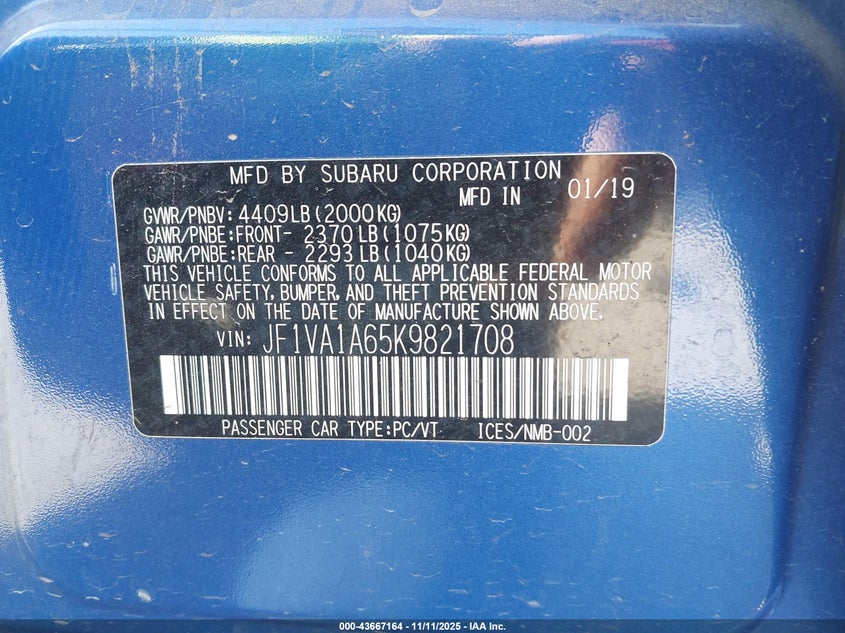 MFD BY SUBARU CORPORATION
MFD IN 01/19
GVWR/PNBV: 4409LB(2000KG)
GAWR/PNBE:FRONT- 2370LB(1075KG)
GAWR/PNBE:REAR - 2293LB(1040KG)
THIS VEHICLE CONFORMS TO ALL APPLICABLE FEDERAL MOTOR
VEHICLE SAFETY, BUMPER, AND THEFT PREVENTION STANDARDS
IN EFFECT ON THE DATE OF MANUFACTURE SHOWN ABOVE.
VIN: JF1VA1A65K9821708
PASSENGER CAR TYPE:PC/VT ICES/NMB-002
000-43667164 - 11/11/2025 - IAA Inc.